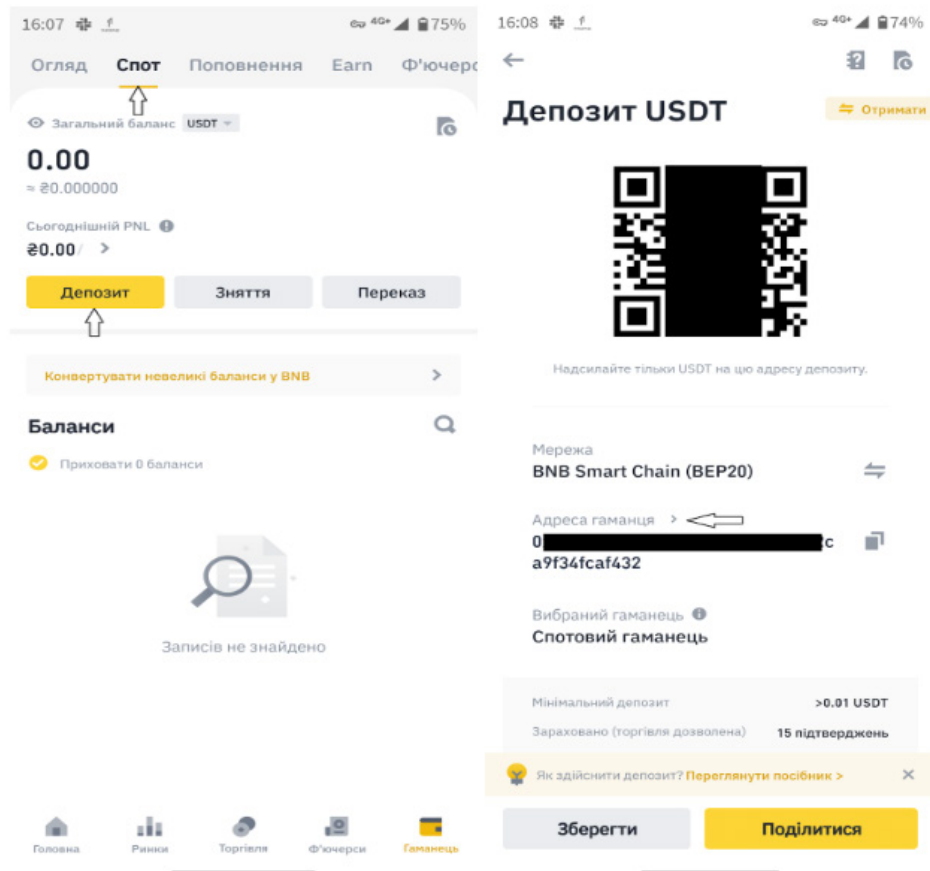 16:07
4G+
75%
Огляд Спот Поповнення Earn Ф'ючерс
Загальний баланс USDT
0.00
≈ ₴0.000000
Сьогоднішній PNL
₴0.00/ >
Депозит Зняття Переказ
Конвертувати невеликі баланси у BNB >
Баланси
Приховати 0 баланси
Записів не знайдено
Головна Ринки Торгівля Ф'ючерси Гаманець
16:08
4G+
74%
Депозит USDT
Отримати
Надсилайте тільки USDT на цю адресу депозиту.
Мережа
BNB Smart Chain (BEP20)
Адреса гаманця >
0 c
a9f34fcaf432
Вибраний гаманець
Спотовий гаманець
Мінімальний депозит >0.01 USDT
Зараховано (торгівля дозволена) 15 підтверджень
Як здійснити депозит? Переглянути посібник >
Зберегти Поділитися